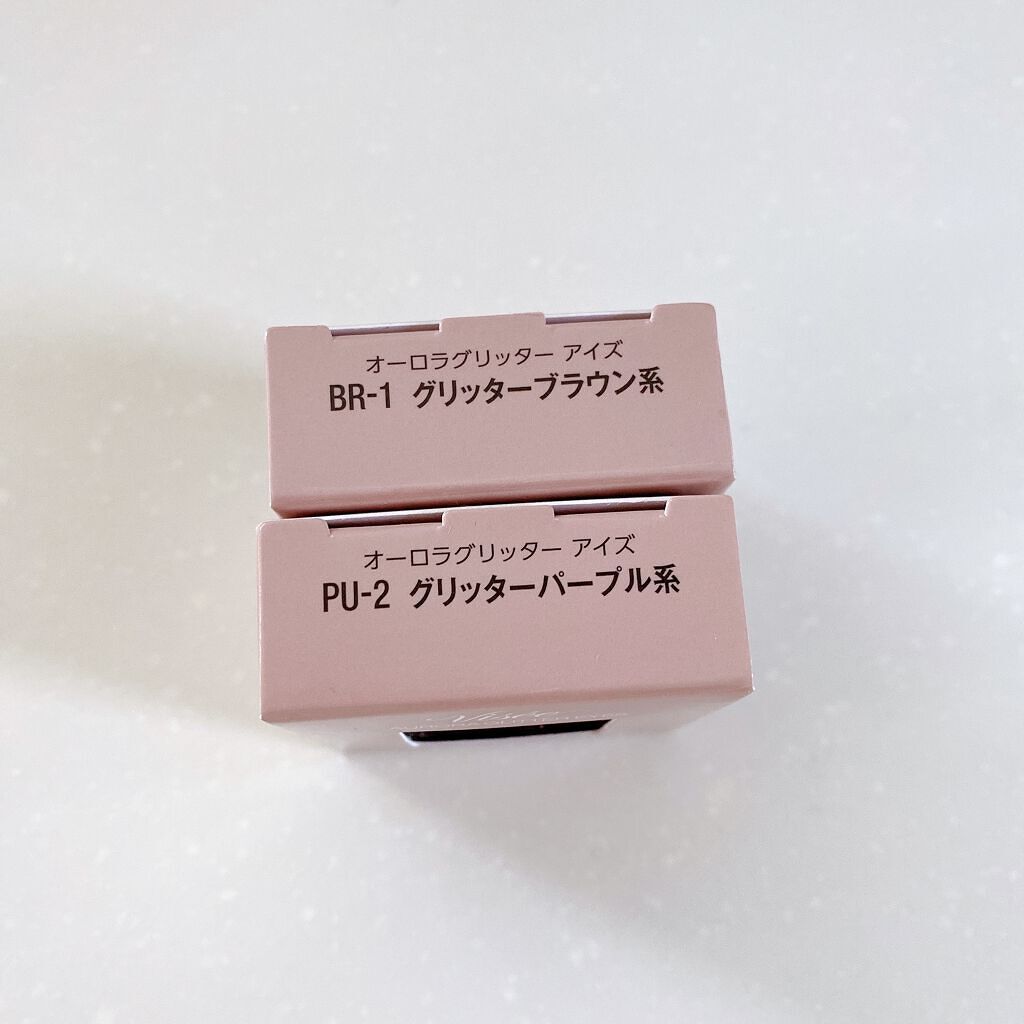 オーロラグリッター アイズ
BR-1 グリッターブラウン系
オーロラグリッター アイズ
PU-2 グリッターパープル系
Visée